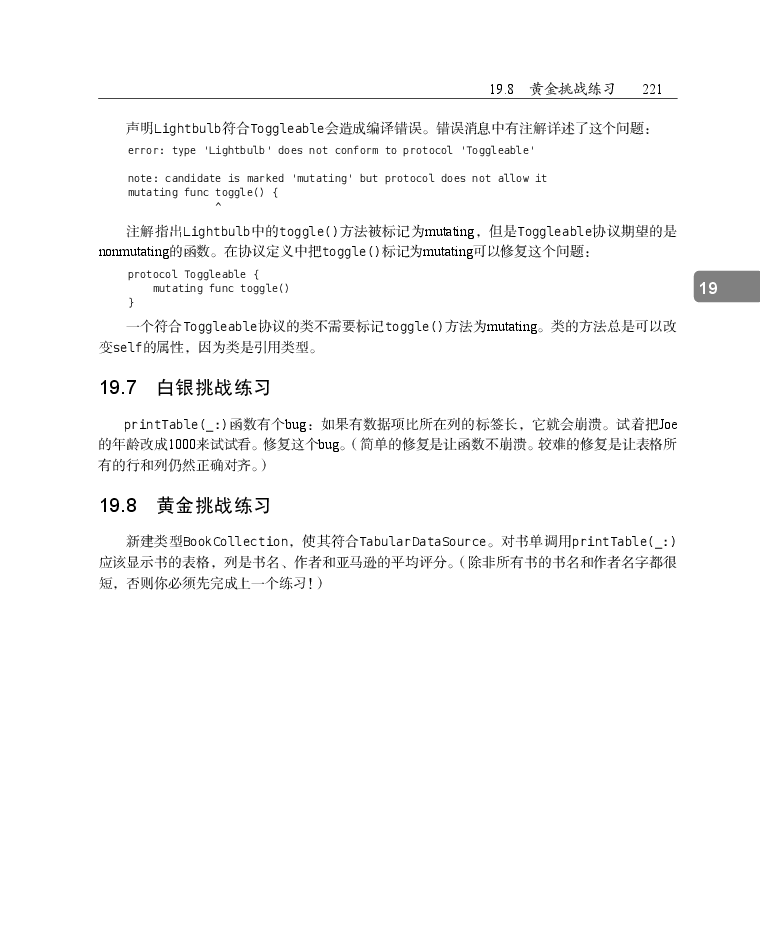 19.8 黄金挑战练习 221
声明Lightbulb符合Toggleable会造成编译错误。错误消息中有注解详述了这个问题：
error: type 'Lightbulb' does not conform to protocol 'Toggleable'
note: candidate is marked 'mutating' but protocol does not allow it
mutating func toggle() {
^
注解指出Lightbulb中的toggle()方法被标记为mutating，但是Toggleable协议期望的是
nonmutating的函数。在协议定义中把toggle()标记为mutating可以修复这个问题：
protocol Toggleable {
    mutating func toggle()
}
19
一个符合Toggleable协议的类不需要标记toggle()方法为mutating。类的方法总是可以改
变self的属性，因为类是引用类型。
19.7 白银挑战练习
printTable(_:)函数有个bug：如果有数据项比所在列的标签长，它就会崩溃。试着把Joe
的年龄改成1000来试试看。修复这个bug。（简单的修复是让函数不崩溃。较难的修复是让表格所
有的行和列仍然正确对齐。）
19.8 黄金挑战练习
新建类型BookCollection，使其符合TabularDataSource。对书单调用printTable(_:)
应该显示书的表格，列是书名、作者和亚马逊的平均评分。（除非所有书的书名和作者名字都很
短，否则你必须先完成上一个练习！）